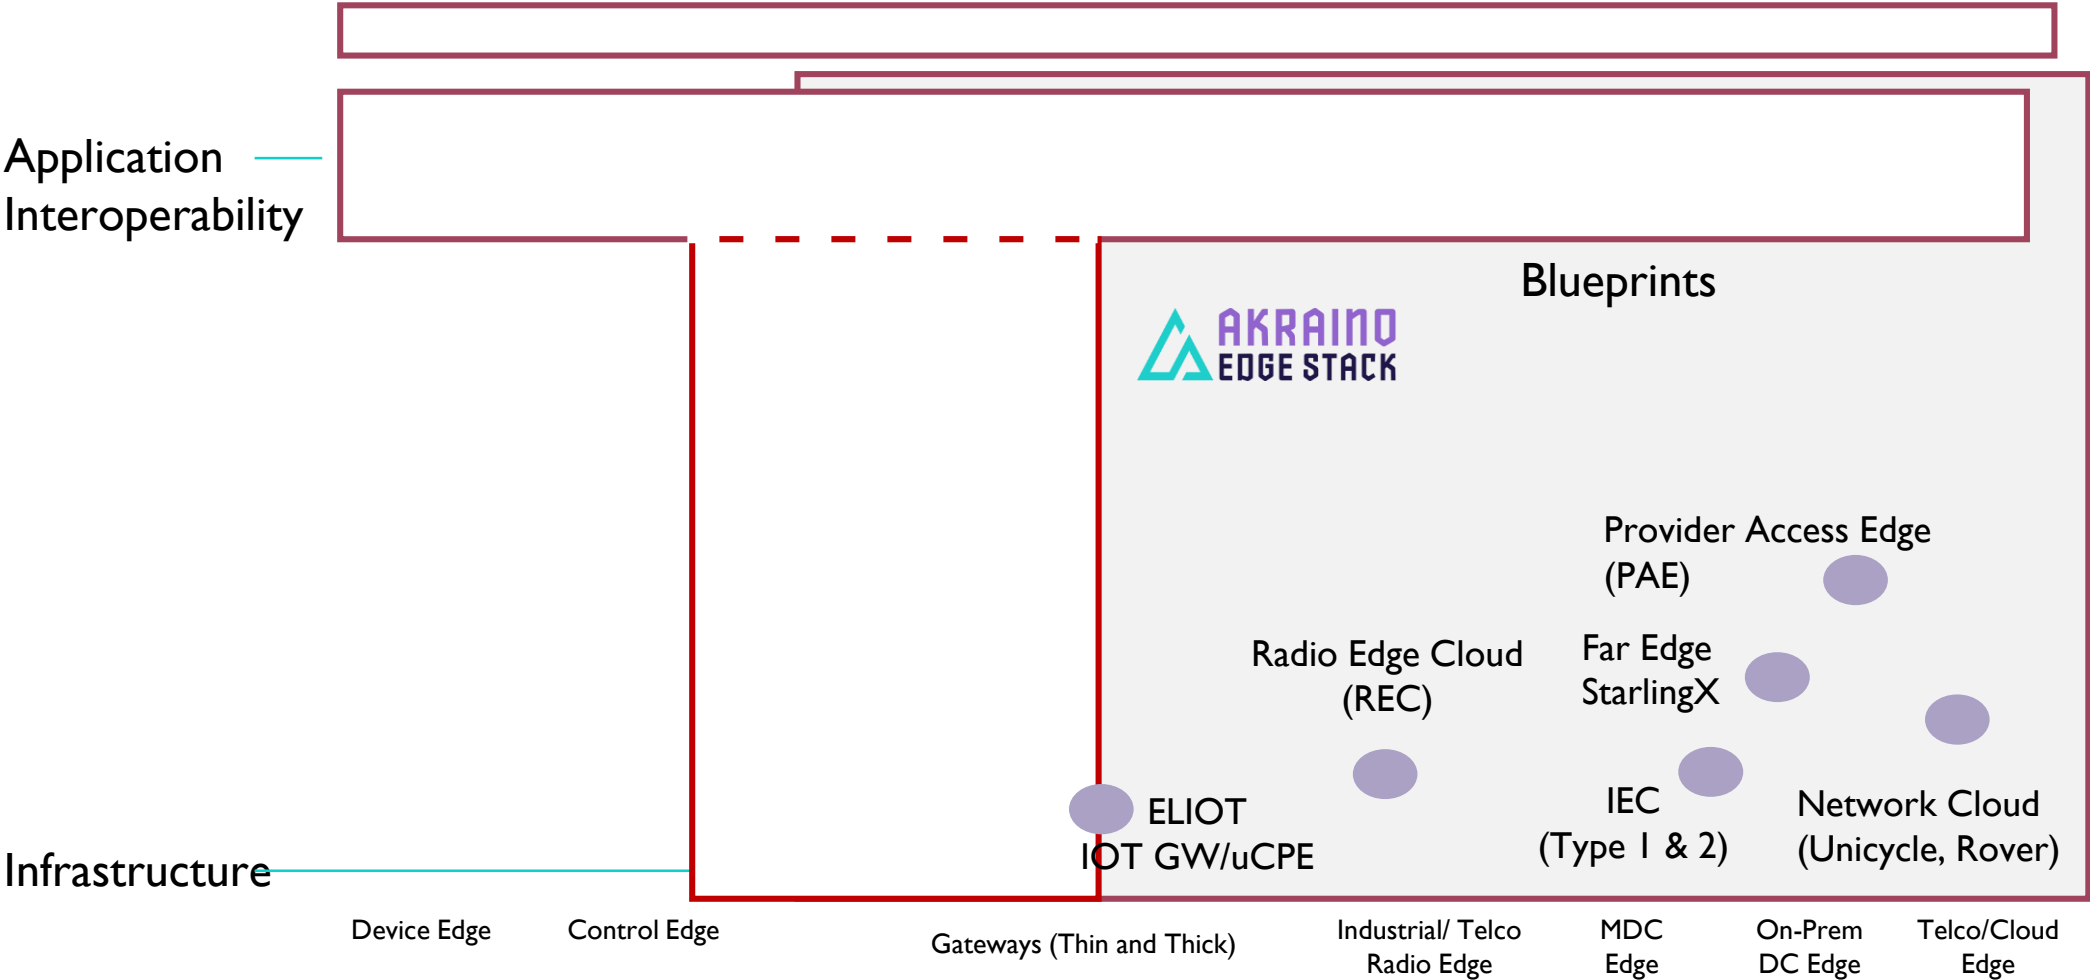 Application
Interoperability
Blueprints
AKRAINO
EDGE STACK
Provider Access Edge
(PAE)
Radio Edge Cloud
(REC)
Far Edge
StarlingX
ELIOT
IOT GW/uCPE
IEC
(Type 1 & 2)
Network Cloud
(Unicycle, Rover)
Infrastructure
Device Edge
Control Edge
Gateways (Thin and Thick)
Industrial/ Telco
Radio Edge
MDC
Edge
On-Prem
DC Edge
Telco/Cloud
Edge